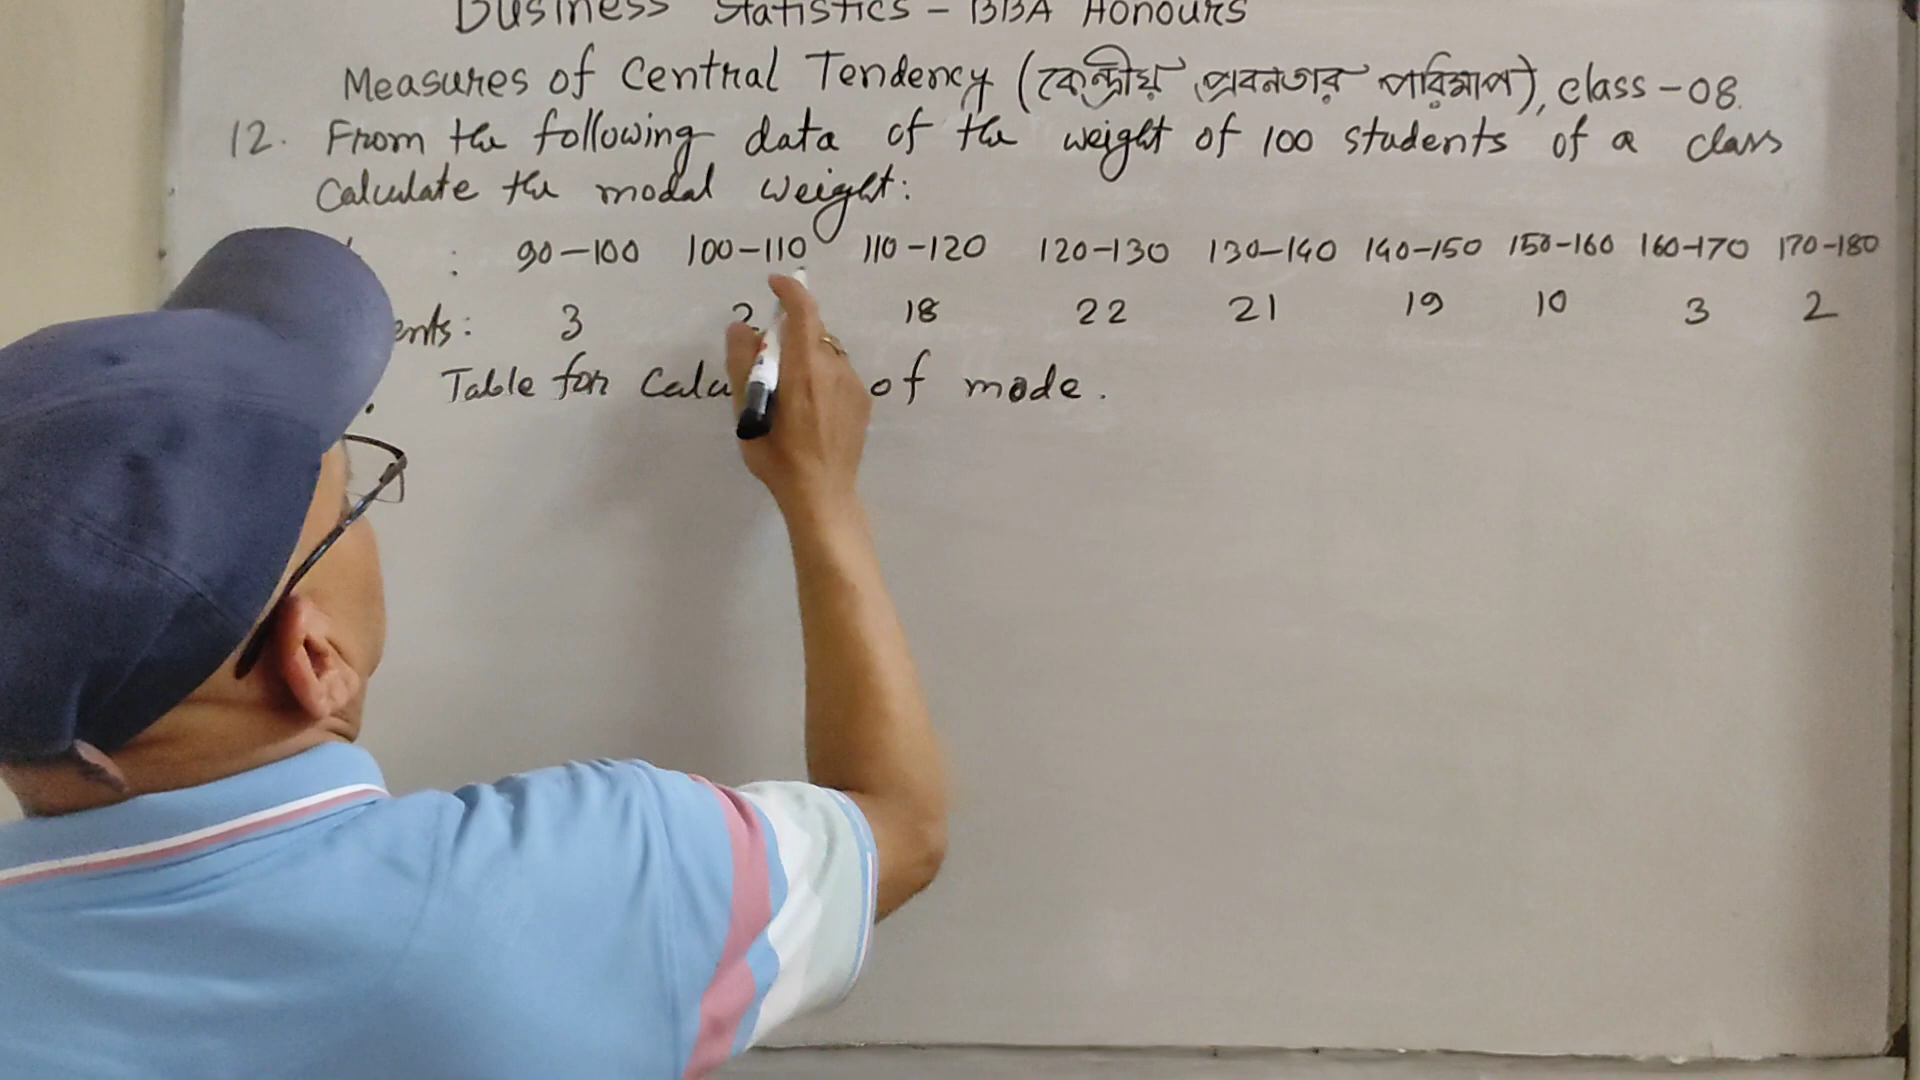 Business Statistics - BBA Honours
Measures of Central Tendency (কেন্দ্রীয় প্রবনতার পরিমাপ), class-08.
12. From the following data of the weight of 100 students of a class
Calculate the modal weight:
: 90-100 100-110 110-120 120-130 130-140 140-150 150-160 160-170 170-180
ents: 3 2 18 22 21 19 10 3 2
Table for of mode.